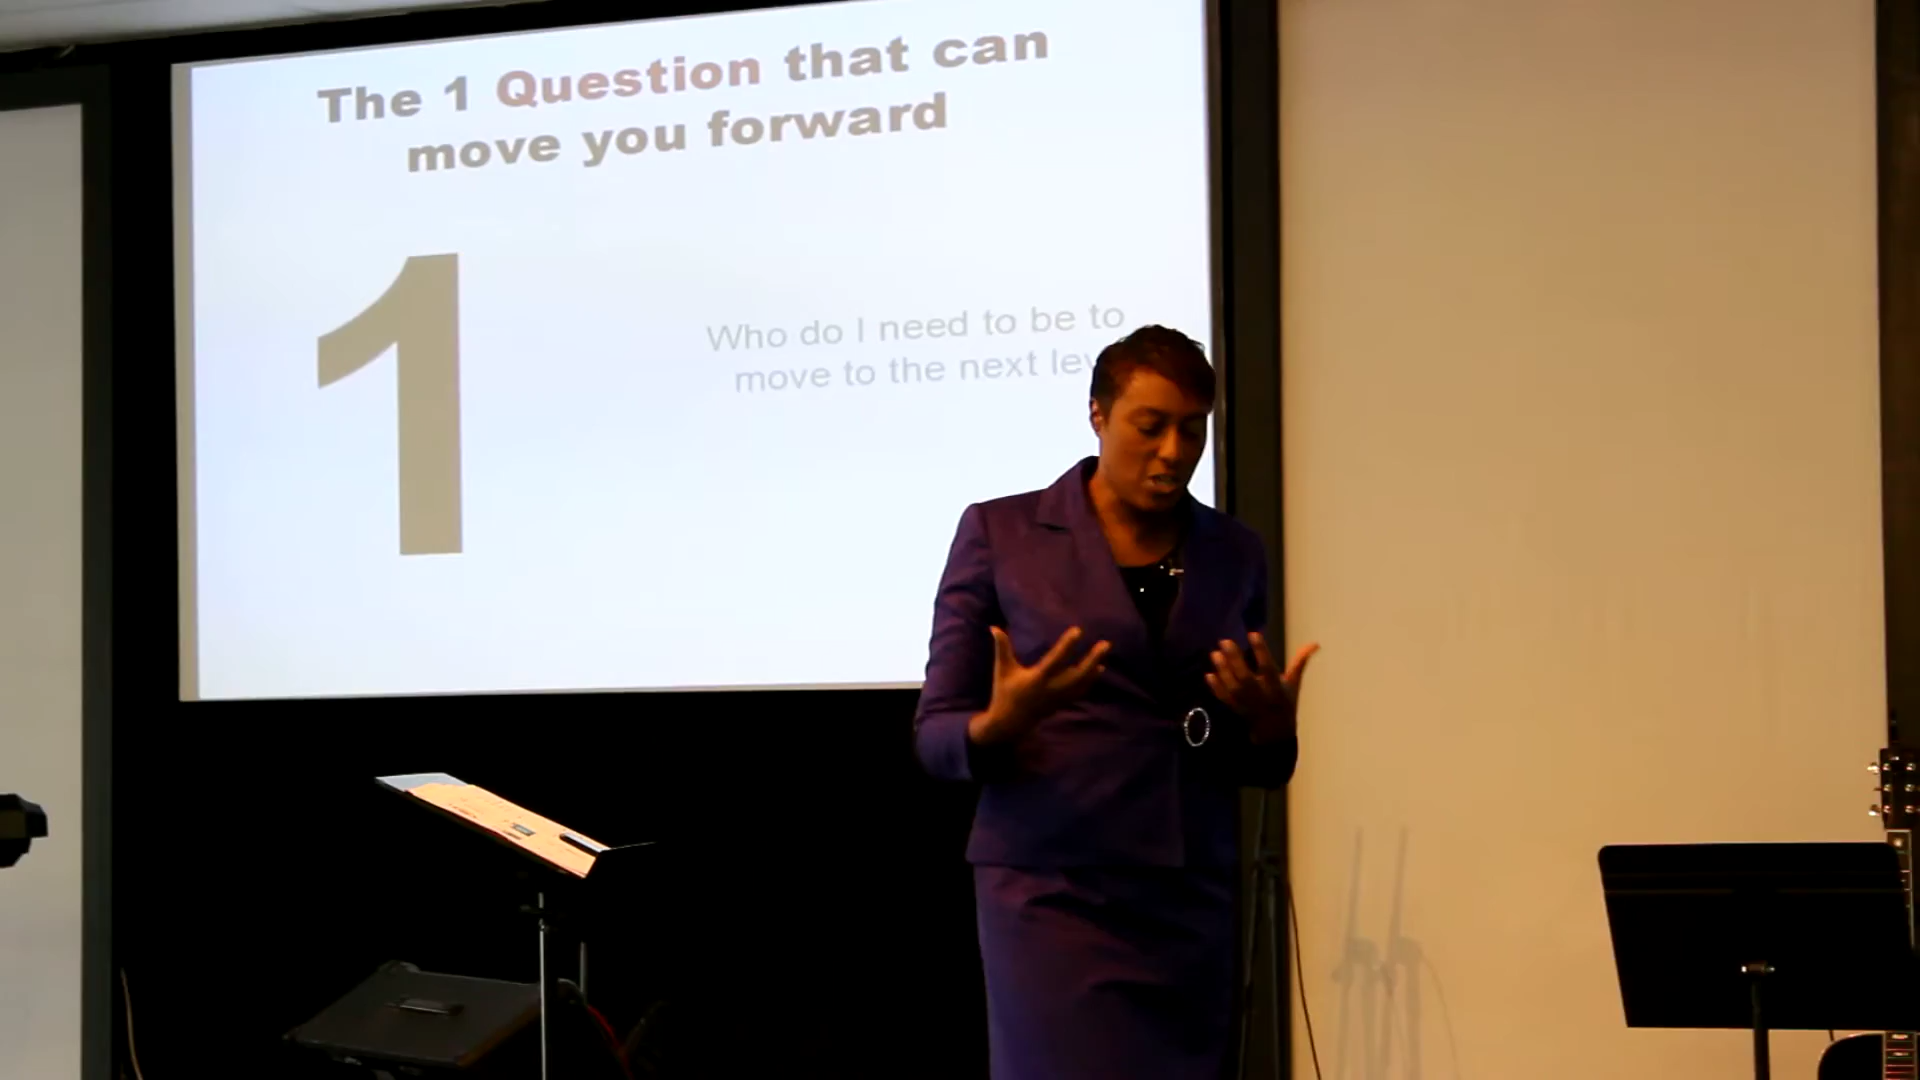 The 1 Question that can
move you forward
1
Who do I need to be to
move to the next